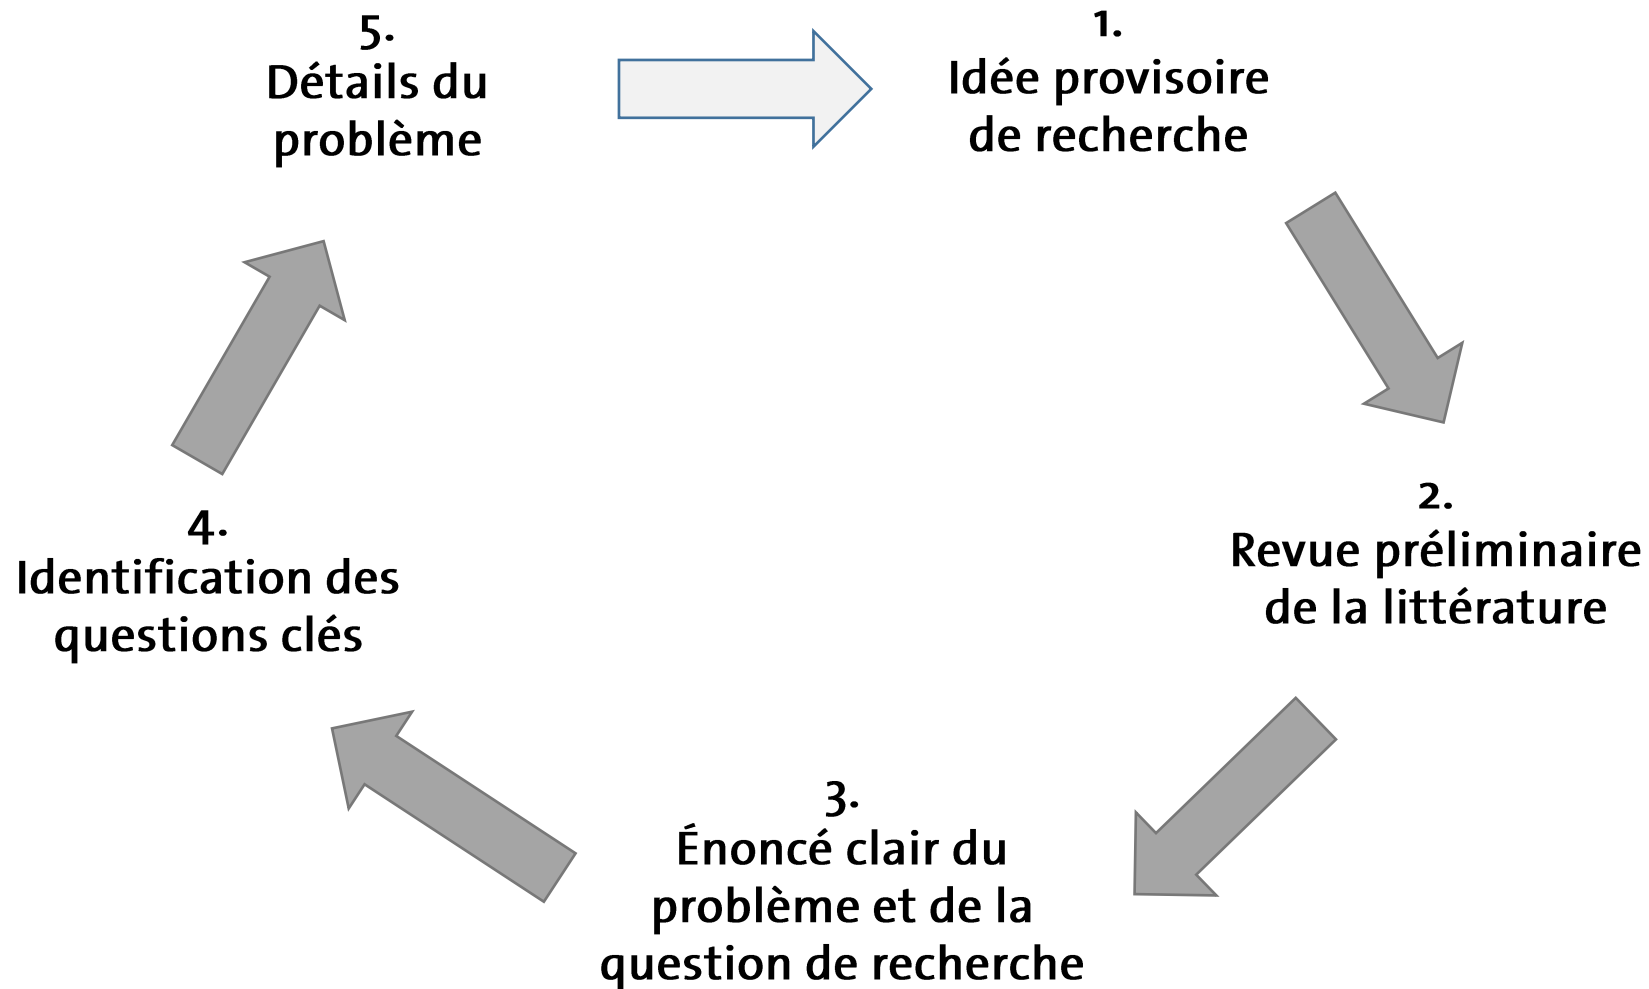 1.
Idée provisoire
de recherche
2.
Revue préliminaire
de la littérature
3.
Énoncé clair du
problème et de la
question de recherche
4.
Identification des
questions clés
5.
Détails du
problème